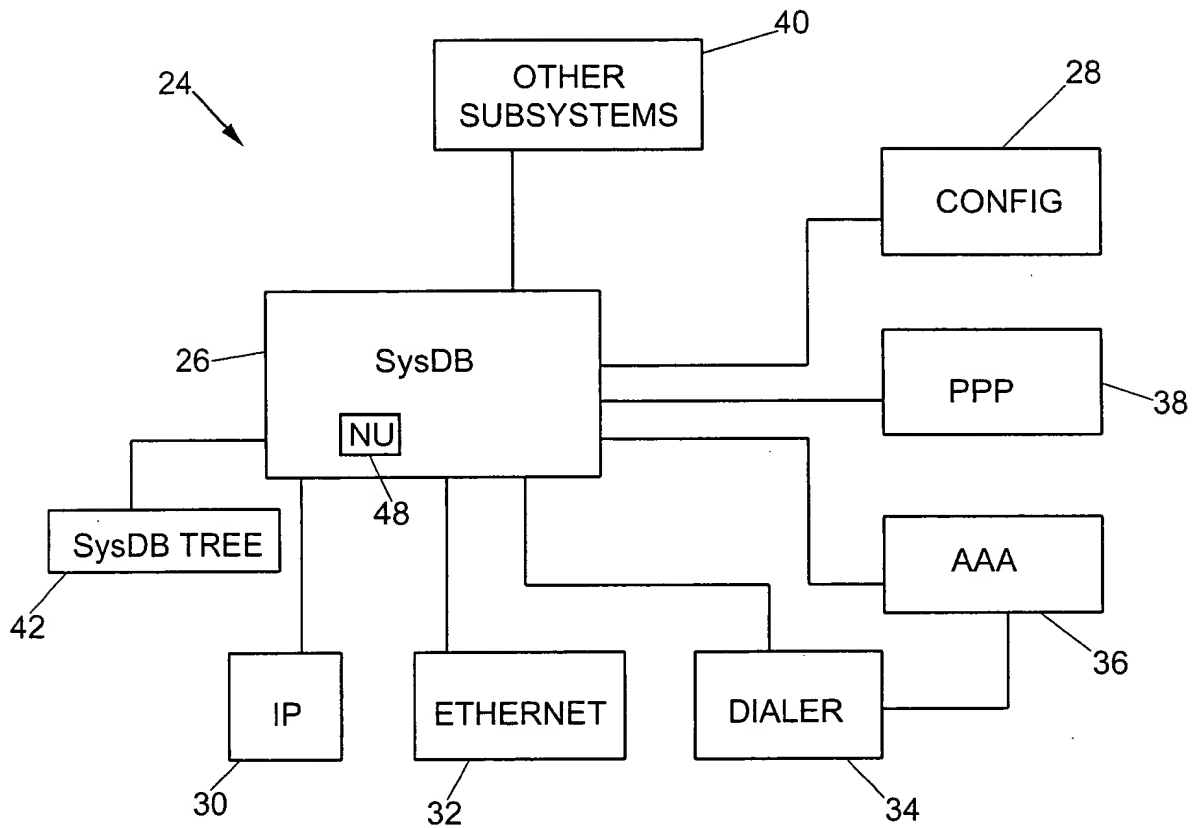 40
OTHER
SUBSYSTEMS
24
28
CONFIG
26
SysDB
PPP
38
NU
48
SysDB TREE
AAA
42
36
IP
ETHERNET
DIALER
30
32
34